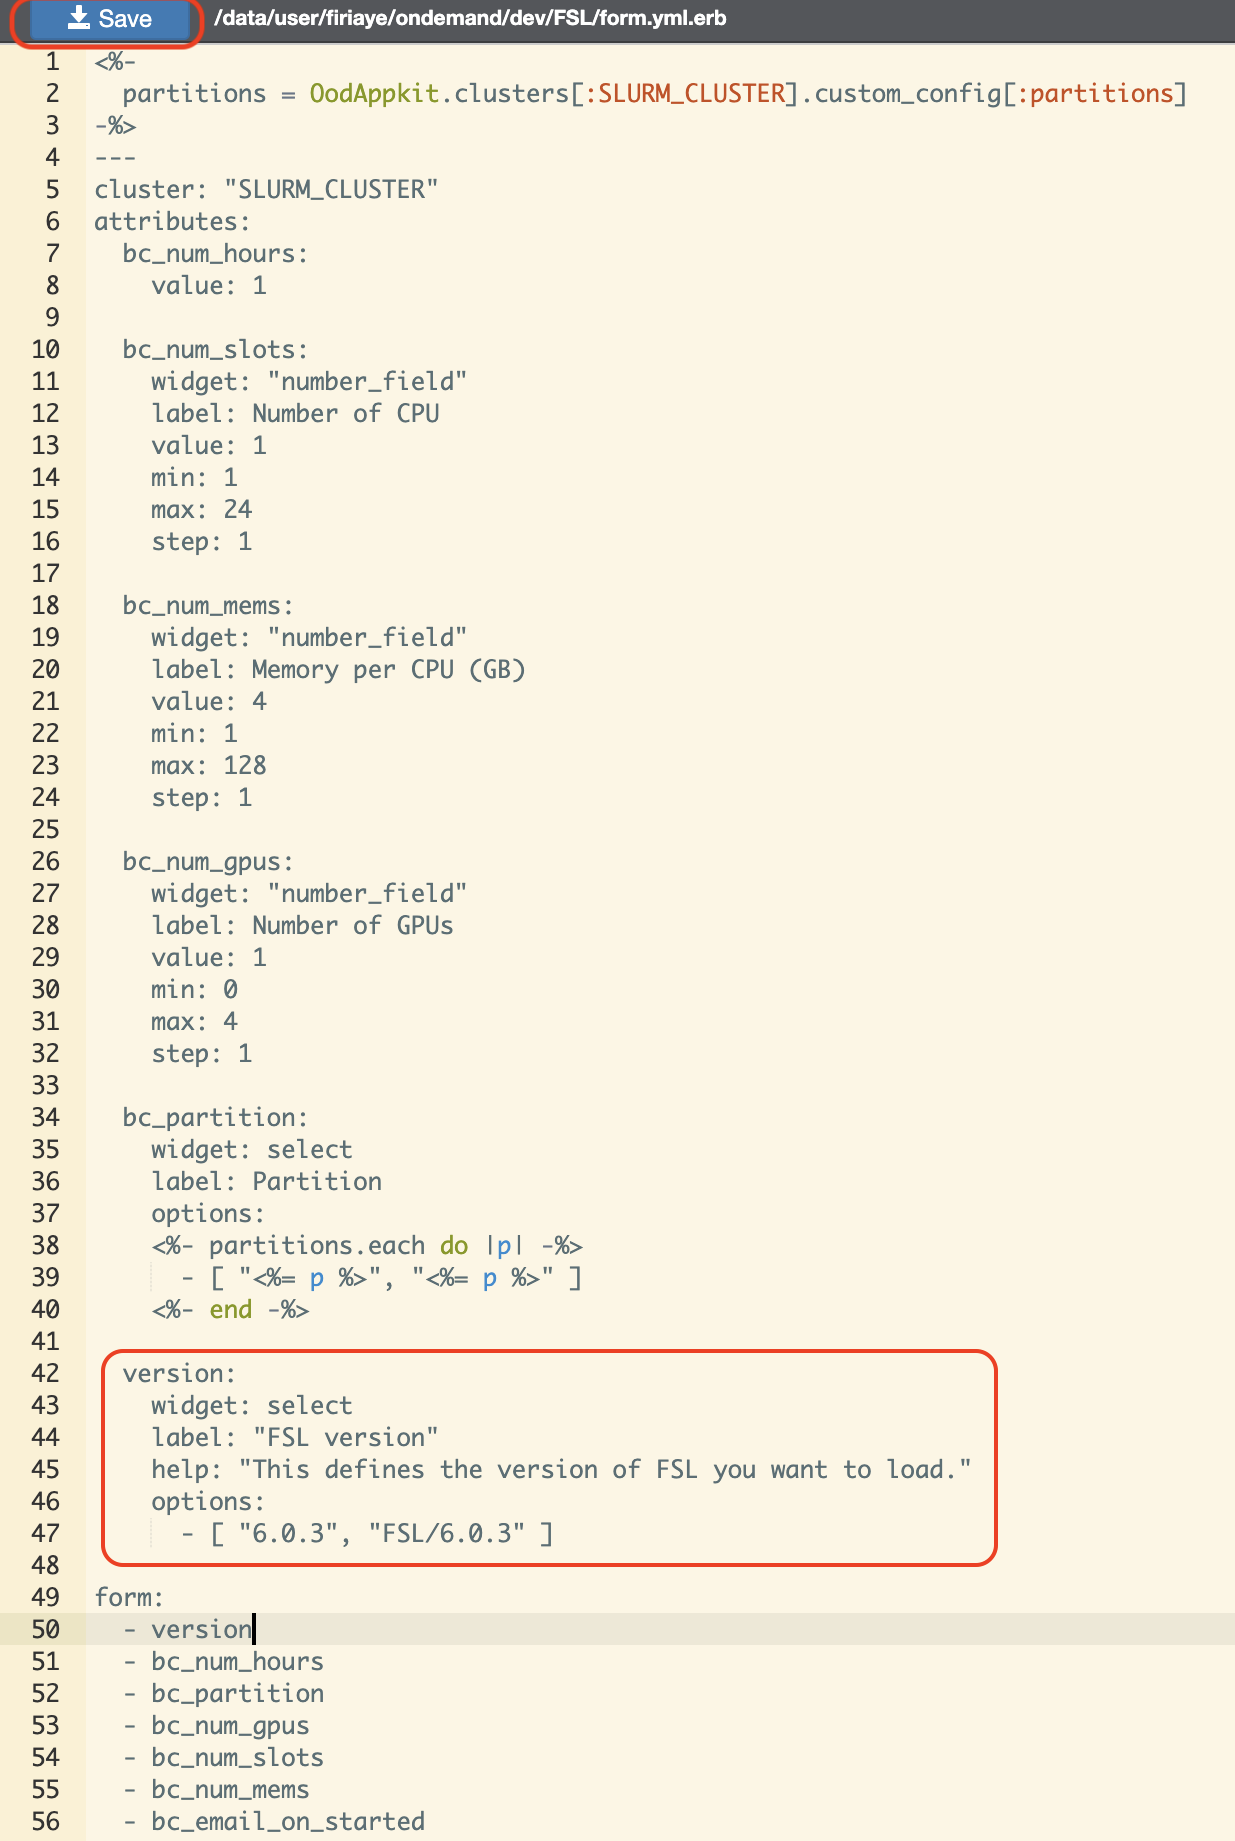 Save /data/user/firiaye/ondemand/dev/FSL/form.yml.erb
1 <%-
2   partitions = OodAppkit.clusters[:SLURM_CLUSTER].custom_config[:partitions]
3 -%>
4 ---
5 cluster: "SLURM_CLUSTER"
6 attributes:
7   bc_num_hours:
8     value: 1
9
10   bc_num_slots:
11     widget: "number_field"
12     label: Number of CPU
13     value: 1
14     min: 1
15     max: 24
16     step: 1
17
18   bc_num_mems:
19     widget: "number_field"
20     label: Memory per CPU (GB)
21     value: 4
22     min: 1
23     max: 128
24     step: 1
25
26   bc_num_gpus:
27     widget: "number_field"
28     label: Number of GPUs
29     value: 1
30     min: 0
31     max: 4
32     step: 1
33
34   bc_partition:
35     widget: select
36     label: Partition
37     options:
38     <%- partitions.each do |p| -%>
39       - [ "<%= p %>", "<%= p %>" ]
40     <%- end -%>
41
42   version:
43     widget: select
44     label: "FSL version"
45     help: "This defines the version of FSL you want to load."
46     options:
47       - [ "6.0.3", "FSL/6.0.3" ]
48
49 form:
50   - version
51   - bc_num_hours
52   - bc_partition
53   - bc_num_gpus
54   - bc_num_slots
55   - bc_num_mems
56   - bc_email_on_started